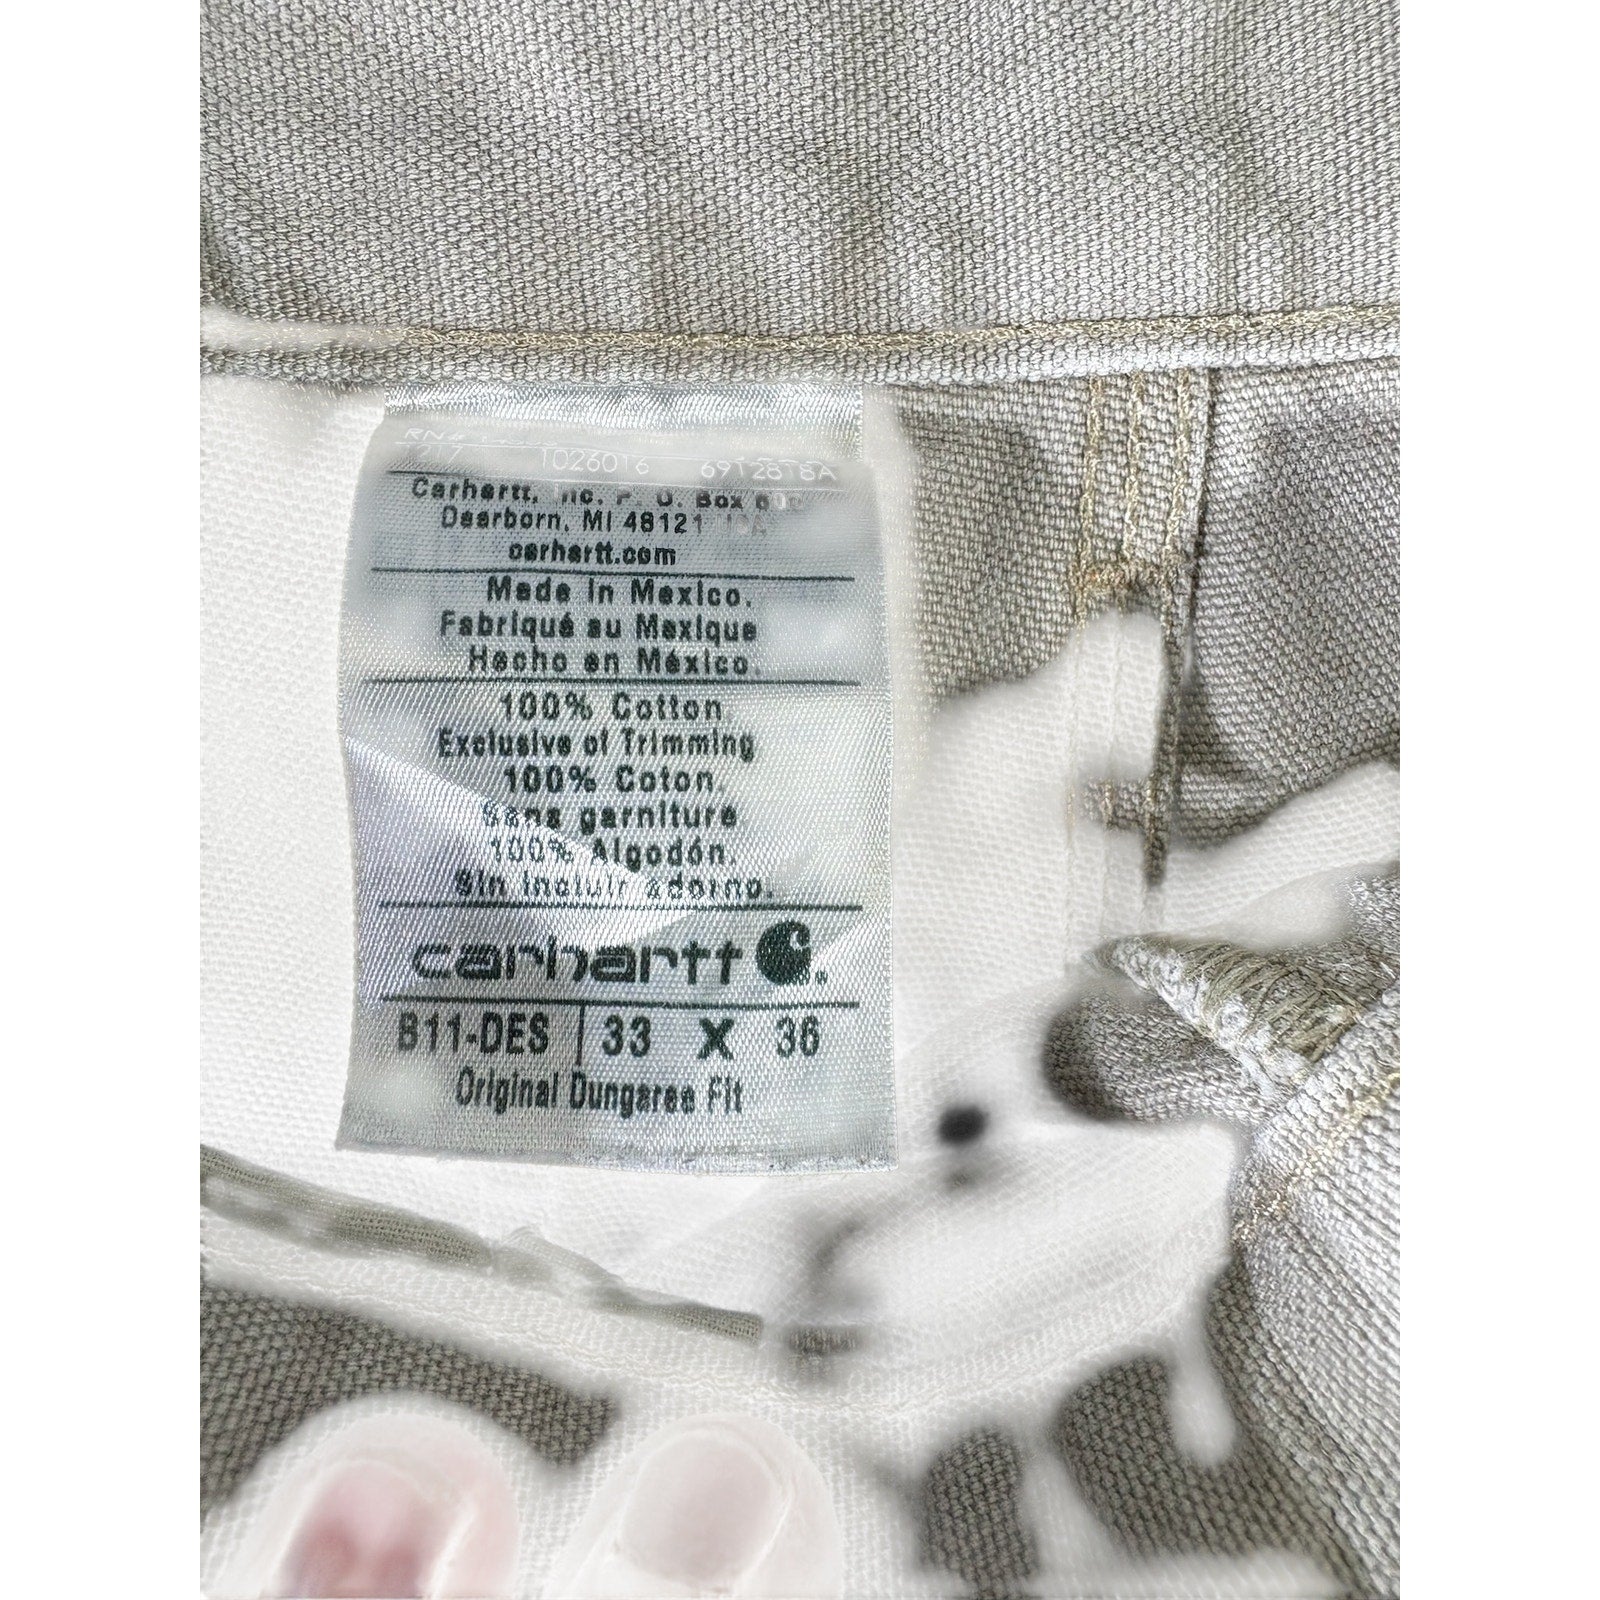 1026016 69128T8A
Carhartt, Inc. P. O. Box
Dearborn, MI 48121 USA
carhartt.com
Made in Mexico.
Fabriqué au Mexique
Hecho en México.
100% Cotton
Exclusive of Trimming
100% Coton.
Sans garniture
100% Algodón.
Sin incluir adorno.
carhartt
B11-DES 33 X 36
Original Dungaree Fit